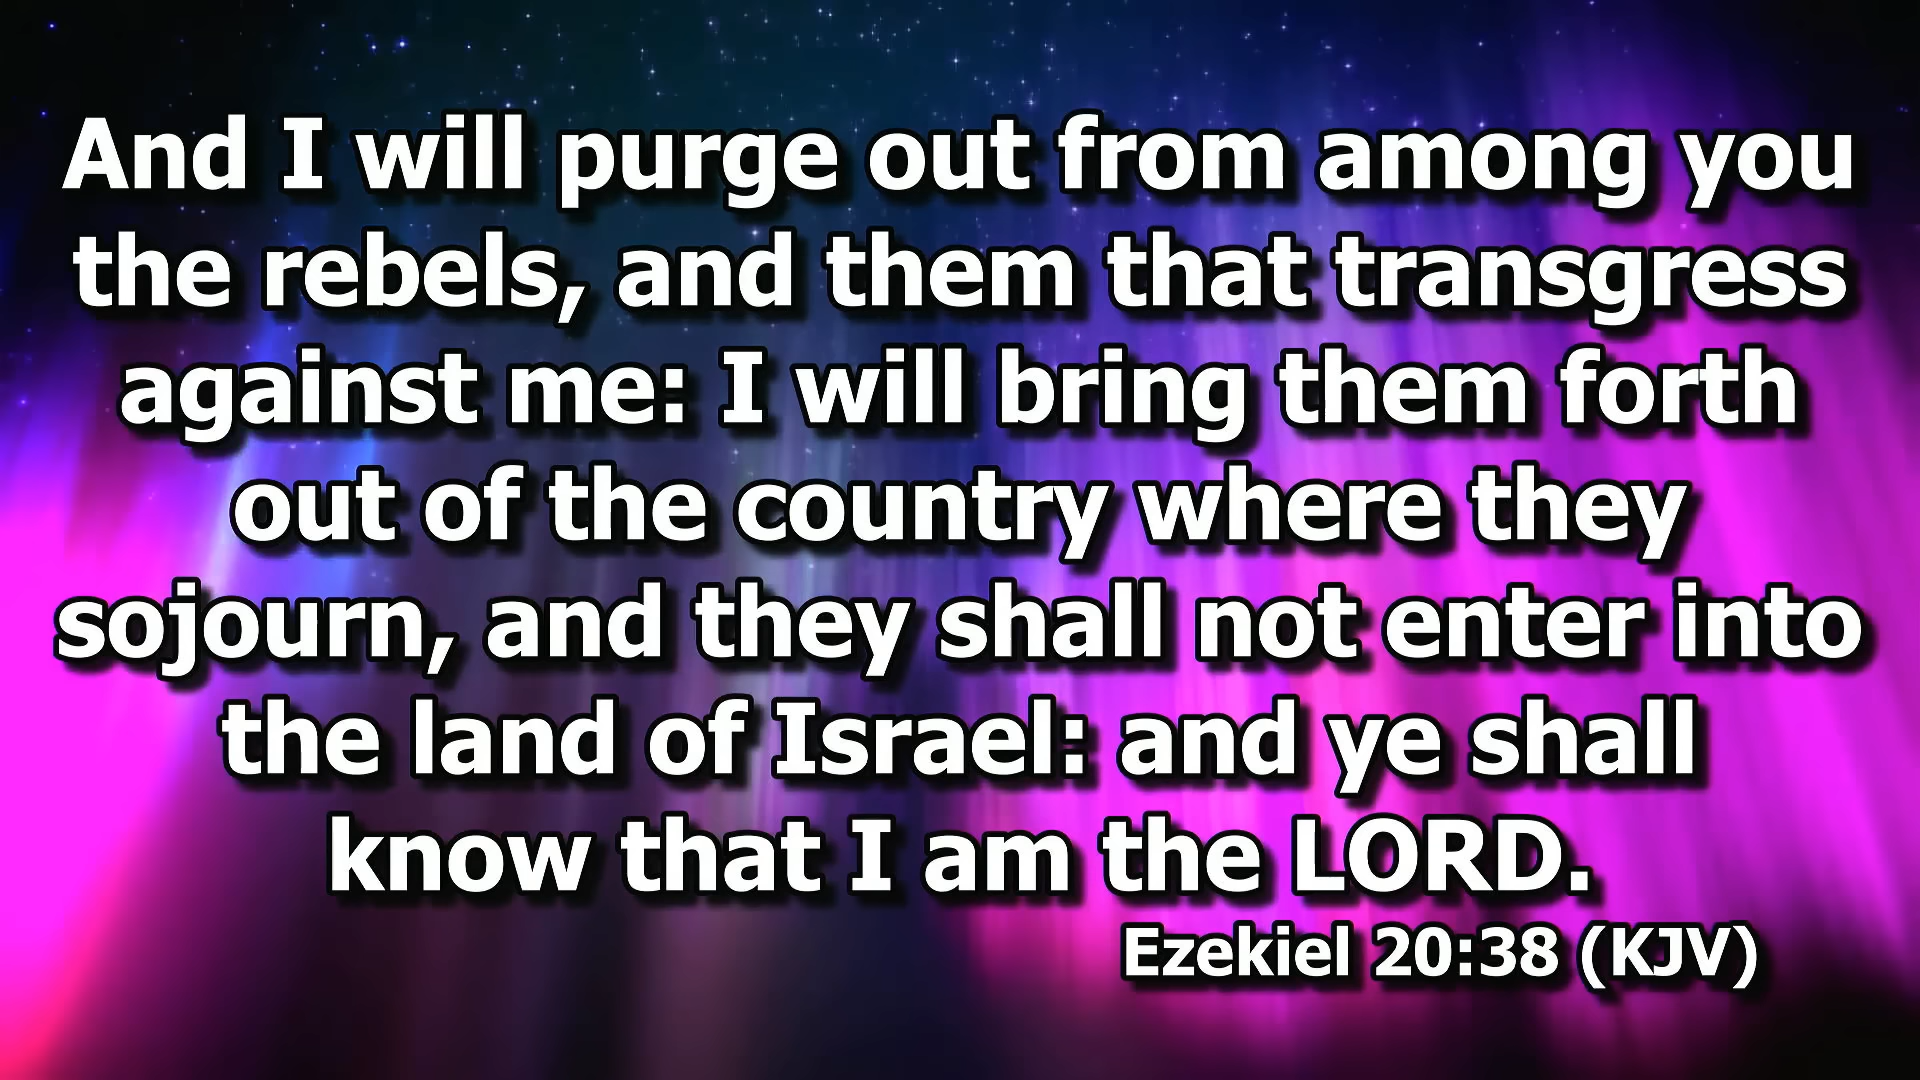 And I will purge out from among you
the rebels, and them that transgress
against me: I will bring them forth
out of the country where they
sojourn, and they shall not enter into
the land of Israel: and ye shall
know that I am the LORD.
Ezekiel 20:38 (KJV)